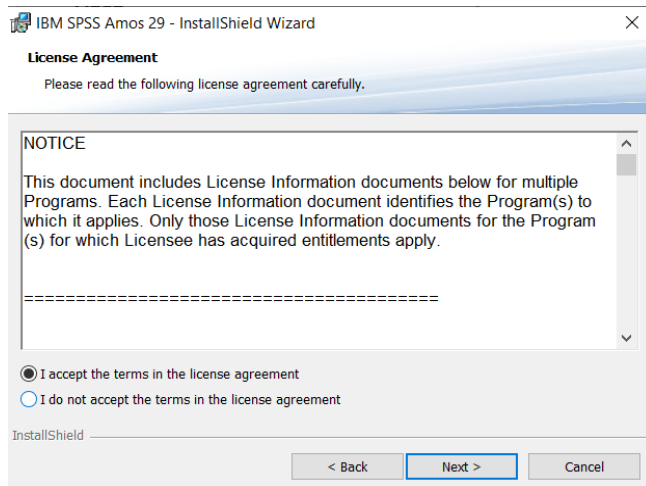 IBM SPSS Amos 29 - InstallShield Wizard
License Agreement
Please read the following license agreement carefully.
NOTICE
This document includes License Information documents below for multiple
Programs. Each License Information document identifies the Program(s) to
which it applies. Only those License Information documents for the Program
(s) for which Licensee has acquired entitlements apply.
========================================
I accept the terms in the license agreement
I do not accept the terms in the license agreement
InstallShield
< Back
Next >
Cancel